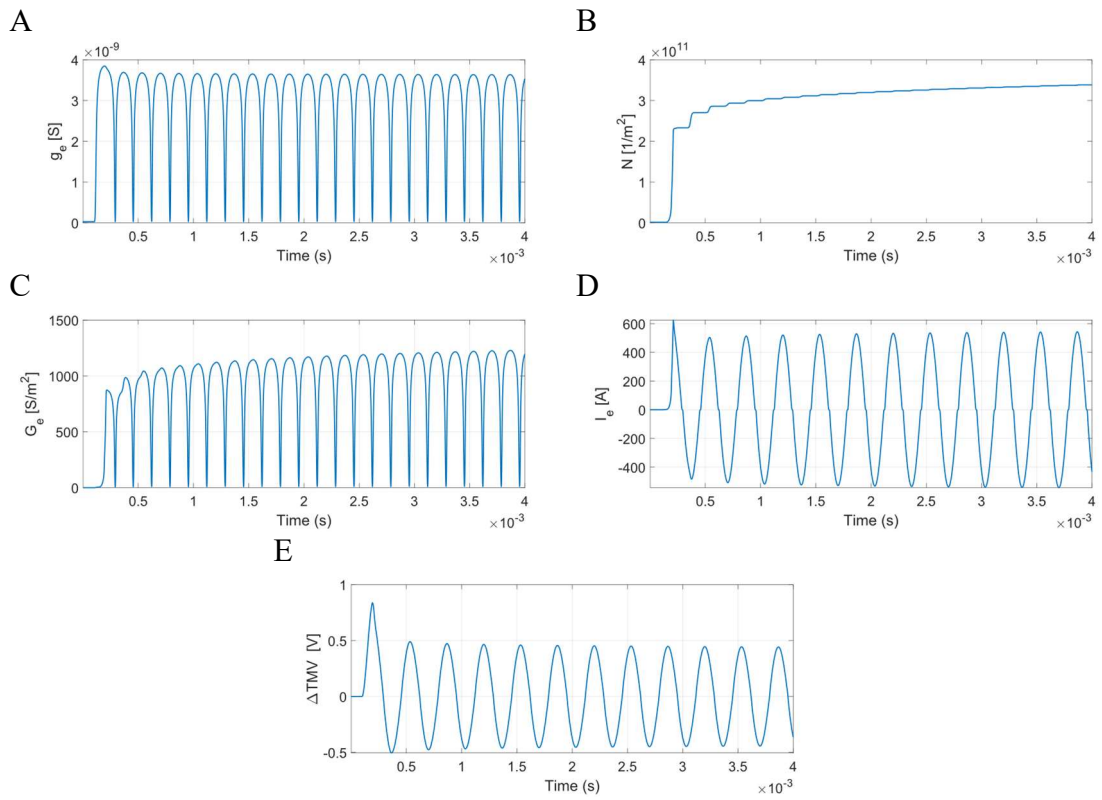 A
B
×10⁻⁹
×10¹¹
4
3
2
1
0
g_e [S]
0.5 1 1.5 2 2.5 3 3.5 4
Time (s)
×10⁻³
4
3
2
1
0
N [1/m²]
0.5 1 1.5 2 2.5 3 3.5 4
Time (s)
×10⁻³
C
D
1500
1000
500
0
G_e [S/m²]
0.5 1 1.5 2 2.5 3 3.5 4
Time (s)
×10⁻³
600
400
200
0
-200
-400
I_e [A]
0.5 1 1.5 2 2.5 3 3.5 4
Time (s)
×10⁻³
E
1
0.5
0
-0.5
ΔTMV [V]
0.5 1 1.5 2 2.5 3 3.5 4
Time (s)
×10⁻³